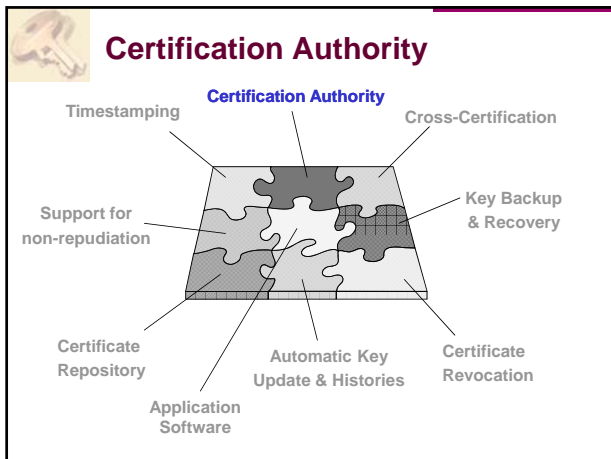 Certification Authority
Certification Authority
Timestamping
Cross-Certification
Key Backup
& Recovery
Support for
non-repudiation
Certificate
Repository
Automatic Key
Update & Histories
Certificate
Revocation
Application
Software